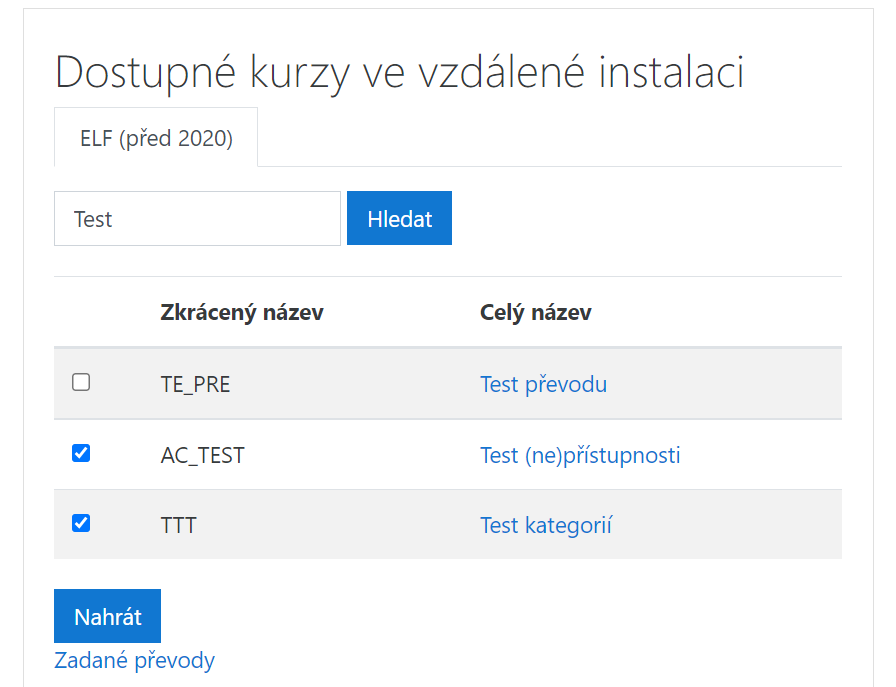 Dostupné kurzy ve vzdálené instalaci
ELF (před 2020)
Test
Hledat
Zkrácený název Celý název
TE_PRE Test převodu
AC_TEST Test (ne)přístupnosti
TTT Test kategorií
Nahrát
Zadané převody